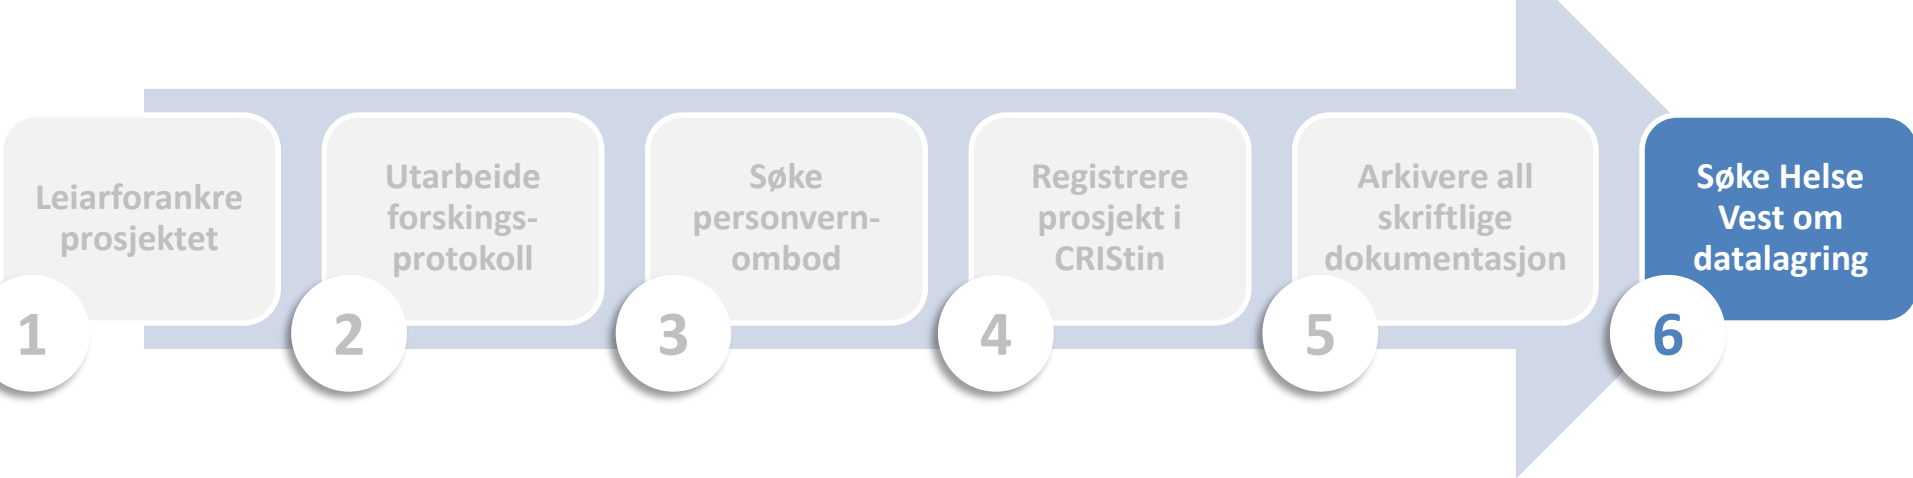 Leiarforankre
prosjektet
1
Utarbeide
forskings-
protokoll
2
Søke
personvern-
ombod
3
Registrere
prosjekt i
CRIStin
4
Arkivere all
skriftlige
dokumentasjon
5
Søke Helse
Vest om
datalagring
6